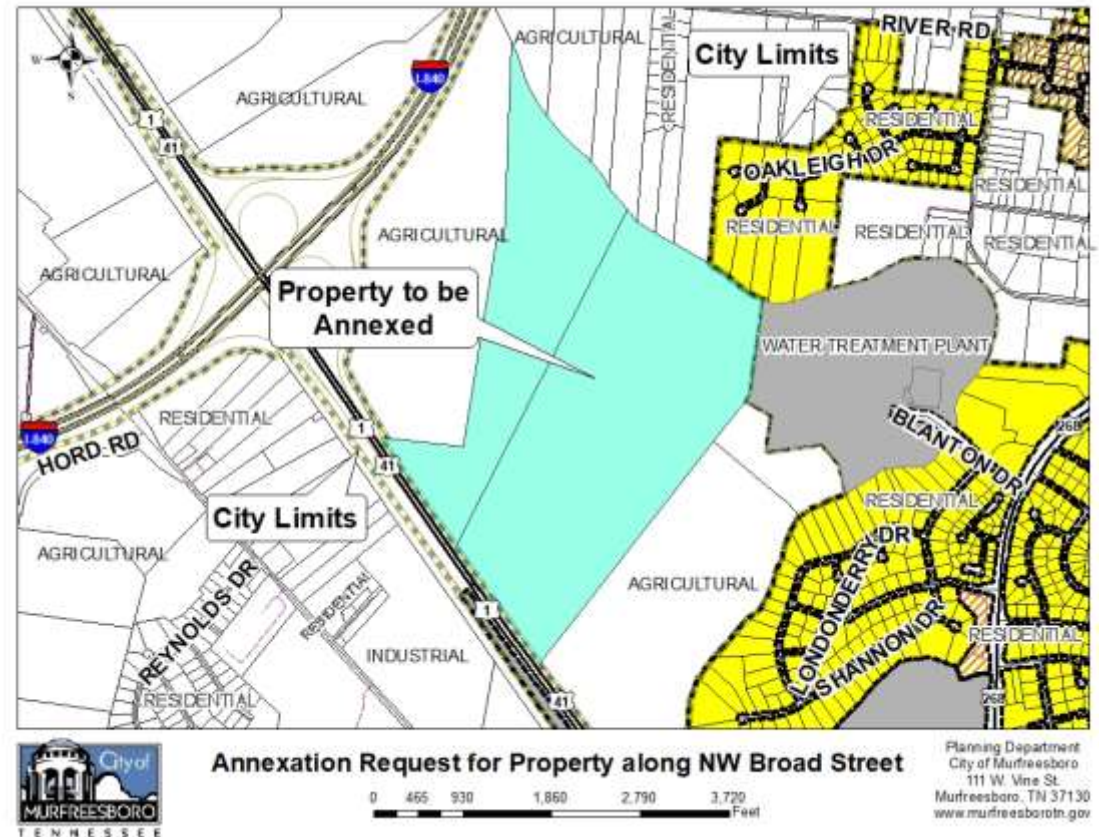 RIVER RD
AGRICULTURAL
RESIDENTIAL
City Limits
I-840
AGRICULTURAL
W
S
1
41
RESIDENTIAL
OAKLEIGH DR
RESIDENTIAL
RESIDENTIAL
RESIDENTIAL
RESIDENTIAL
AGRICULTURAL
AGRICULTURAL
Property to be
Annexed
WATER TREATMENT PLANT
RESIDENTIAL
BLANTON DR
268
I-840
HORD RD
1
41
City Limits
RESIDENTIAL
AGRICULTURAL
REYNOLDS DR
RESIDENTIAL
AGRICULTURAL
LONDONDERRY DR
SHANNON DR
RESIDENTIAL
1
INDUSTRIAL
RESIDENTIAL
41
268
City of
MURFREESBORO
TENNESSEE
Annexation Request for Property along NW Broad Street
0 465 930 1,860 2,790 3,720
Feet
Planning Department
City of Murfreesboro
111 W. Vine St.
Murfreesboro, TN 37130
www.murfreesborotn.gov